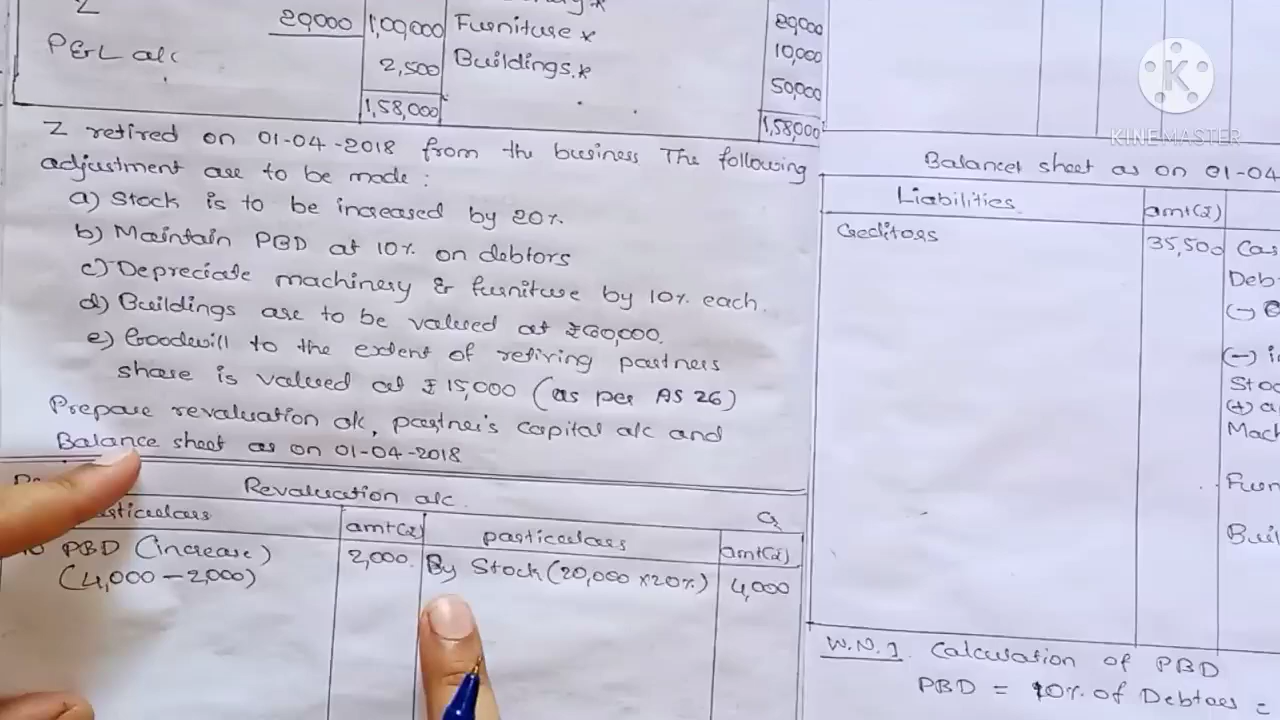 Z 29,000 1,09,000 Furniture * 29,000
P & L a/c 2,500 Buildings. * 10,000
50,000
1,58,000 1,58,000
Z retired on 01-04-2018 from the business The following
adjustment are to be made :
a) Stock is to be increased by 20%
b) Maintain PBD at 10% on debtors
c) Depreciate machinery & furniture by 10% each.
d) Buildings are to be valued at
e) Goodwill to the extent of retiring partners
share is valued at ₹ 15,000 (as per AS 26)
Prepare revaluation a/c, partner's capital a/c and
Balance sheet as on 01-04-2018
Revaluation a/c
Cr
amt(₹) particulars amt(₹)
PBD (increase) 2,000. By Stock (20,000 x 20%) 4,000
(4,000 - 2,000)
KINEMASTER
Balance sheet as on 01-04
Liabilities amt(₹)
Creditors 35,500
Stoc
Mach
W.N.1 Calculation of PBD
PBD = 10% of Debtors =